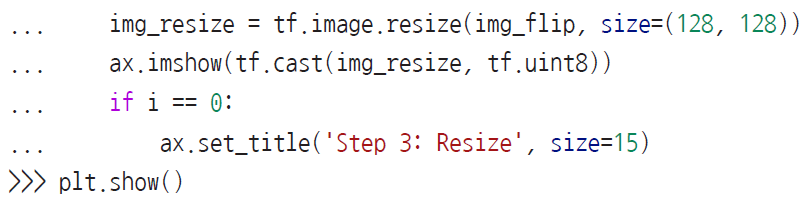 ...     img_resize = tf.image.resize(img_flip, size=(128, 128))
...     ax.imshow(tf.cast(img_resize, tf.uint8))
...     if i == 0:
...         ax.set_title('Step 3: Resize', size=15)
>>> plt.show()